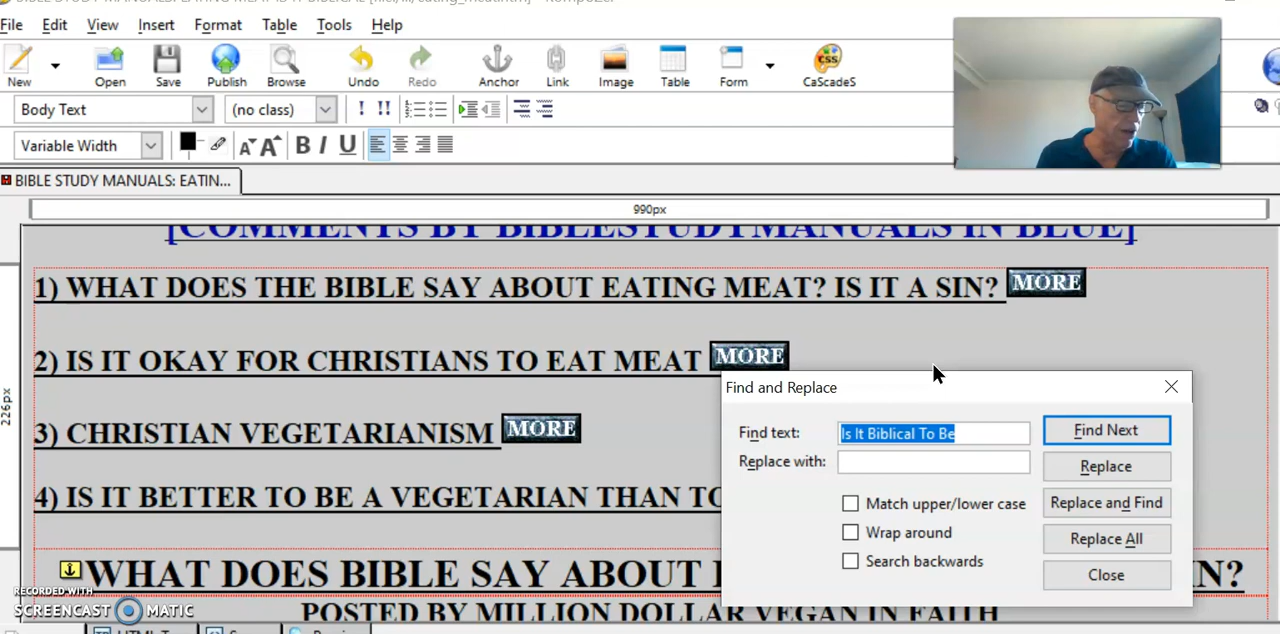 File Edit View Insert Format Table Tools Help
New Open Save Publish Browse Undo Redo Anchor Link Image Table Form CaScadeS
Body Text (no class) ! !!
Variable Width B I U
BIBLE STUDY MANUALS: EATIN...
990px
[COMMENTS BY BIBLESTUDYMANUALS IN BLUE]
1) WHAT DOES THE BIBLE SAY ABOUT EATING MEAT? IS IT A SIN? MORE
2) IS IT OKAY FOR CHRISTIANS TO EAT MEAT MORE
226px
Find and Replace
3) CHRISTIAN VEGETARIANISM MORE
Find text: Is It Biblical To Be Find Next
Replace with: Replace
4) IS IT BETTER TO BE A VEGETARIAN THAN TO
Match upper/lower case Replace and Find
Wrap around Replace All
Search backwards
Close
WHAT DOES BIBLE SAY ABOUT IN?
RECORDED WITH
SCREENCAST MATIC
POSTED BY MILLION DOLLAR VEGAN IN FAITH